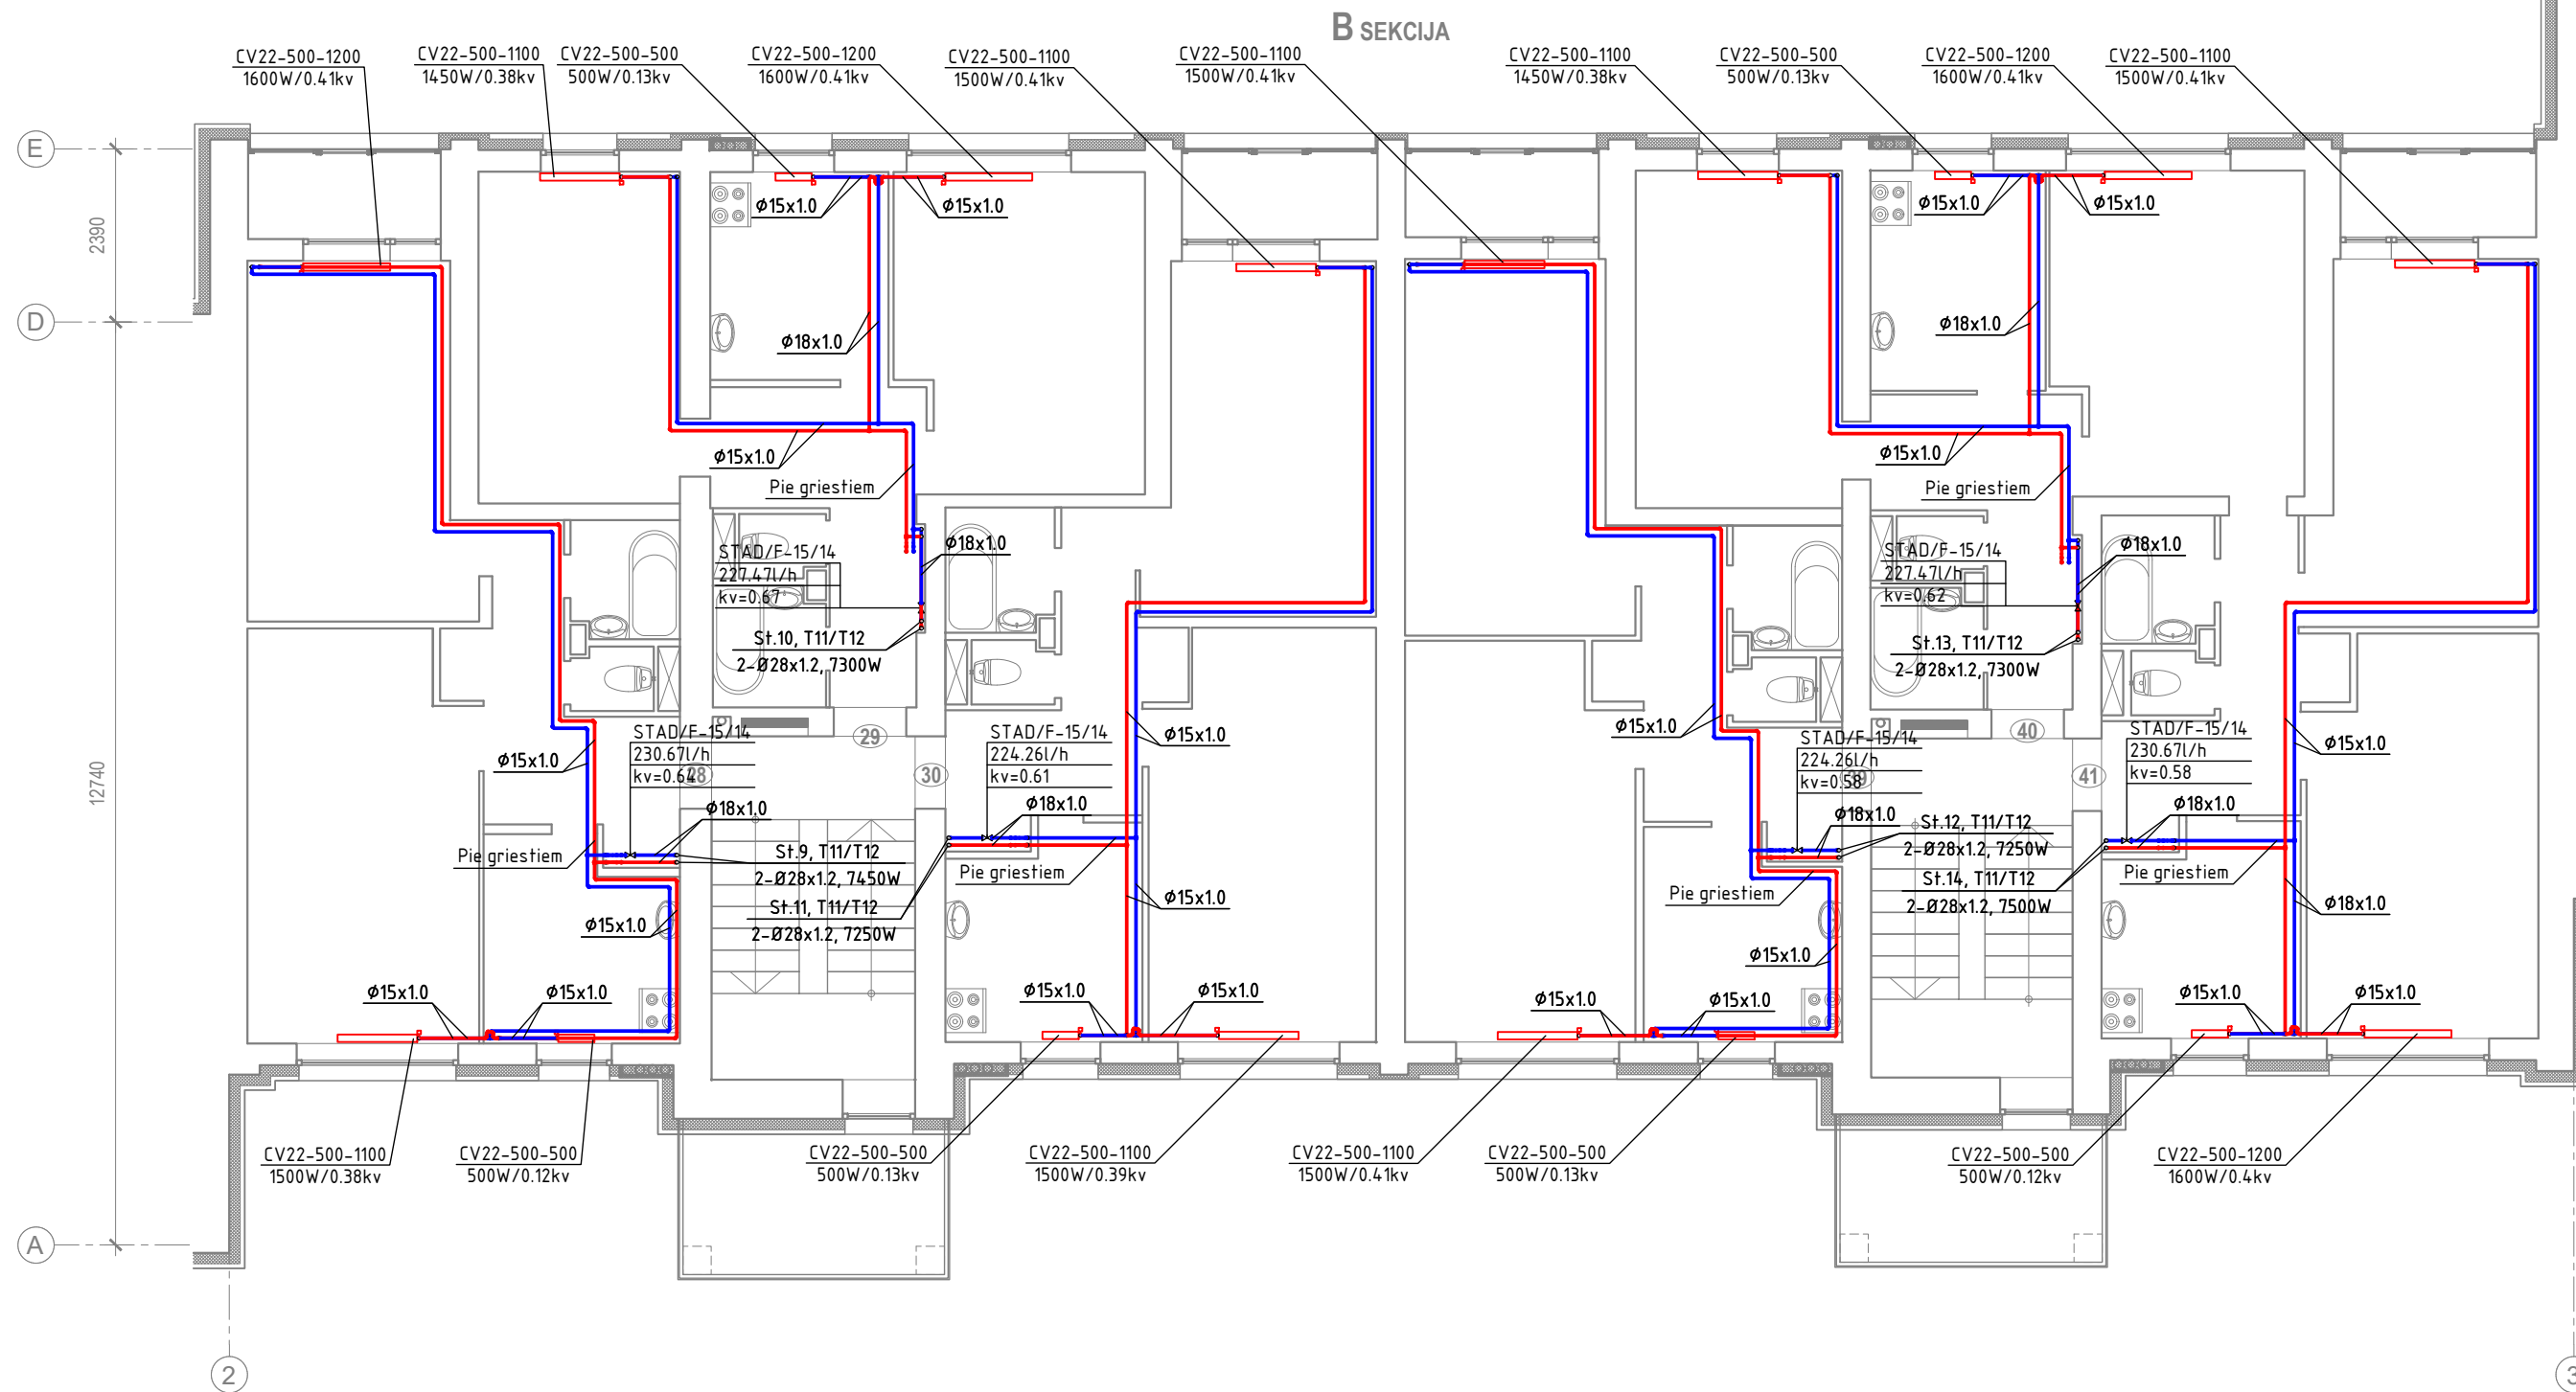 B SEKCIJA
CV22-500-1200
1600W/0.41kv
CV22-500-1100
1450W/0.38kv
CV22-500-500
500W/0.13kv
CV22-500-1200
1600W/0.41kv
CV22-500-1100
1500W/0.41kv
CV22-500-1100
1500W/0.41kv
CV22-500-1100
1450W/0.38kv
CV22-500-500
500W/0.13kv
CV22-500-1200
1600W/0.41kv
CV22-500-1100
1500W/0.41kv
E
2390
D
12740
A
2
3
ϕ15x1.0
ϕ15x1.0
ϕ18x1.0
ϕ15x1.0
Pie griestiem
STAD/F-15/14
227.47l/h
kv=0.67
ϕ18x1.0
St.10, T11/T12
2-Ø28x1.2, 7300W
STAD/F-15/14
230.67l/h
kv=0.64
28
29
30
ϕ15x1.0
ϕ18x1.0
Pie griestiem
St.9, T11/T12
2-Ø28x1.2, 7450W
St.11, T11/T12
2-Ø28x1.2, 7250W
ϕ15x1.0
ϕ15x1.0
ϕ15x1.0
STAD/F-15/14
224.26l/h
kv=0.61
ϕ18x1.0
ϕ15x1.0
Pie griestiem
ϕ15x1.0
ϕ15x1.0
ϕ15x1.0
ϕ15x1.0
ϕ15x1.0
ϕ18x1.0
ϕ15x1.0
Pie griestiem
STAD/F-15/14
227.47l/h
kv=0.62
ϕ18x1.0
St.13, T11/T12
2-Ø28x1.2, 7300W
ϕ15x1.0
STAD/F-15/14
224.26l/h
kv=0.58
39
40
41
ϕ18x1.0
St.12, T11/T12
2-Ø28x1.2, 7250W
Pie griestiem
St.14, T11/T12
2-Ø28x1.2, 7500W
ϕ15x1.0
ϕ15x1.0
ϕ15x1.0
STAD/F-15/14
230.67l/h
kv=0.58
ϕ15x1.0
ϕ18x1.0
Pie griestiem
ϕ18x1.0
ϕ15x1.0
ϕ15x1.0
CV22-500-1100
1500W/0.38kv
CV22-500-500
500W/0.12kv
CV22-500-500
500W/0.13kv
CV22-500-1100
1500W/0.39kv
CV22-500-1100
1500W/0.41kv
CV22-500-500
500W/0.13kv
CV22-500-500
500W/0.12kv
CV22-500-1200
1600W/0.4kv